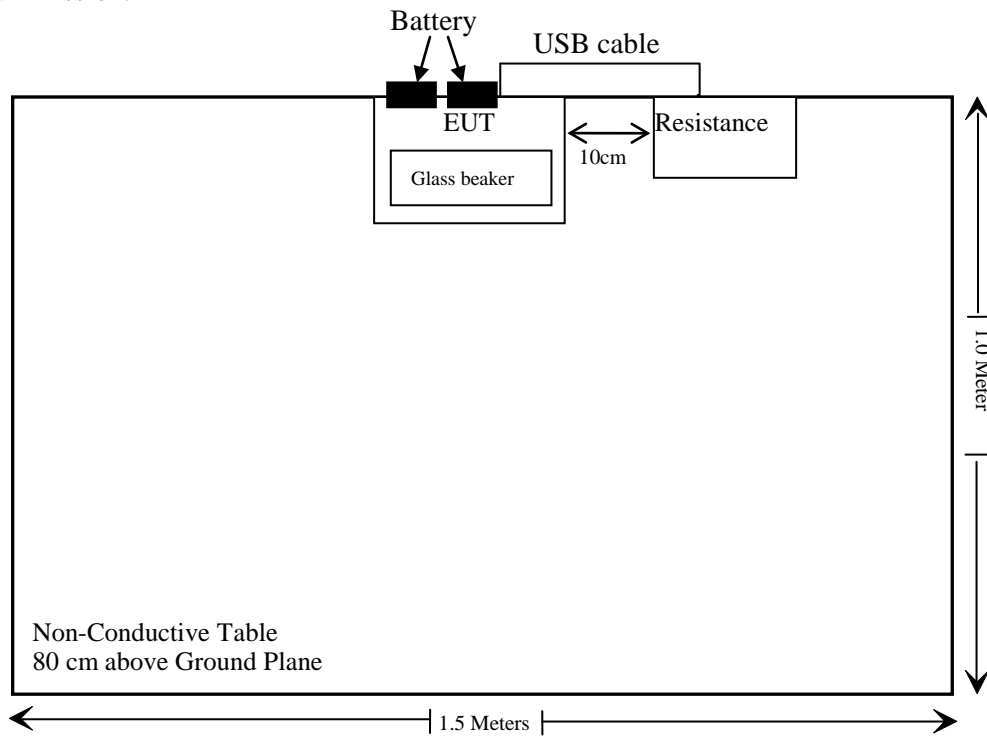 Battery
USB cable
EUT
Resistance
10cm
Glass beaker
1.0 Meter
Non-Conductive Table
80 cm above Ground Plane
1.5 Meters